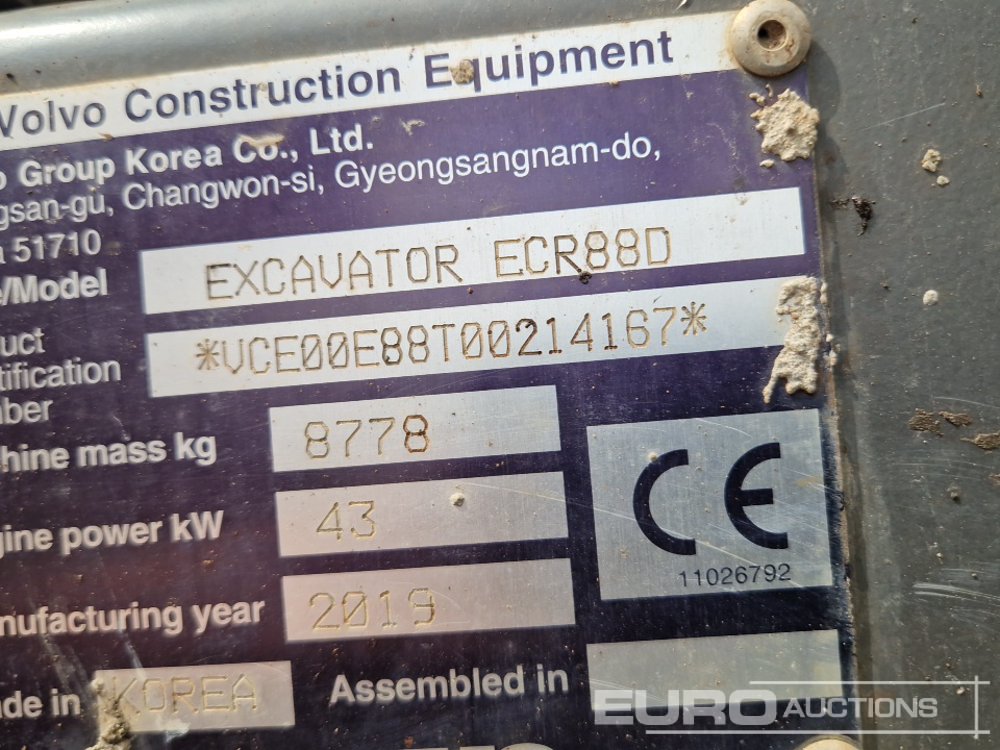 Volvo Construction Equipment
o Group Korea Co., Ltd.
gsan-gu, Changwon-si, Gyeongsangnam-do,
a 51710
e/Model EXCAVATOR ECR88D
uct
tification
ber
*VCE00E88T00214167*
hine mass kg 8778
gine power kW 43
nufacturing year 2019
ade in KOREA Assembled in
CE
11026792
EURO AUCTIONS